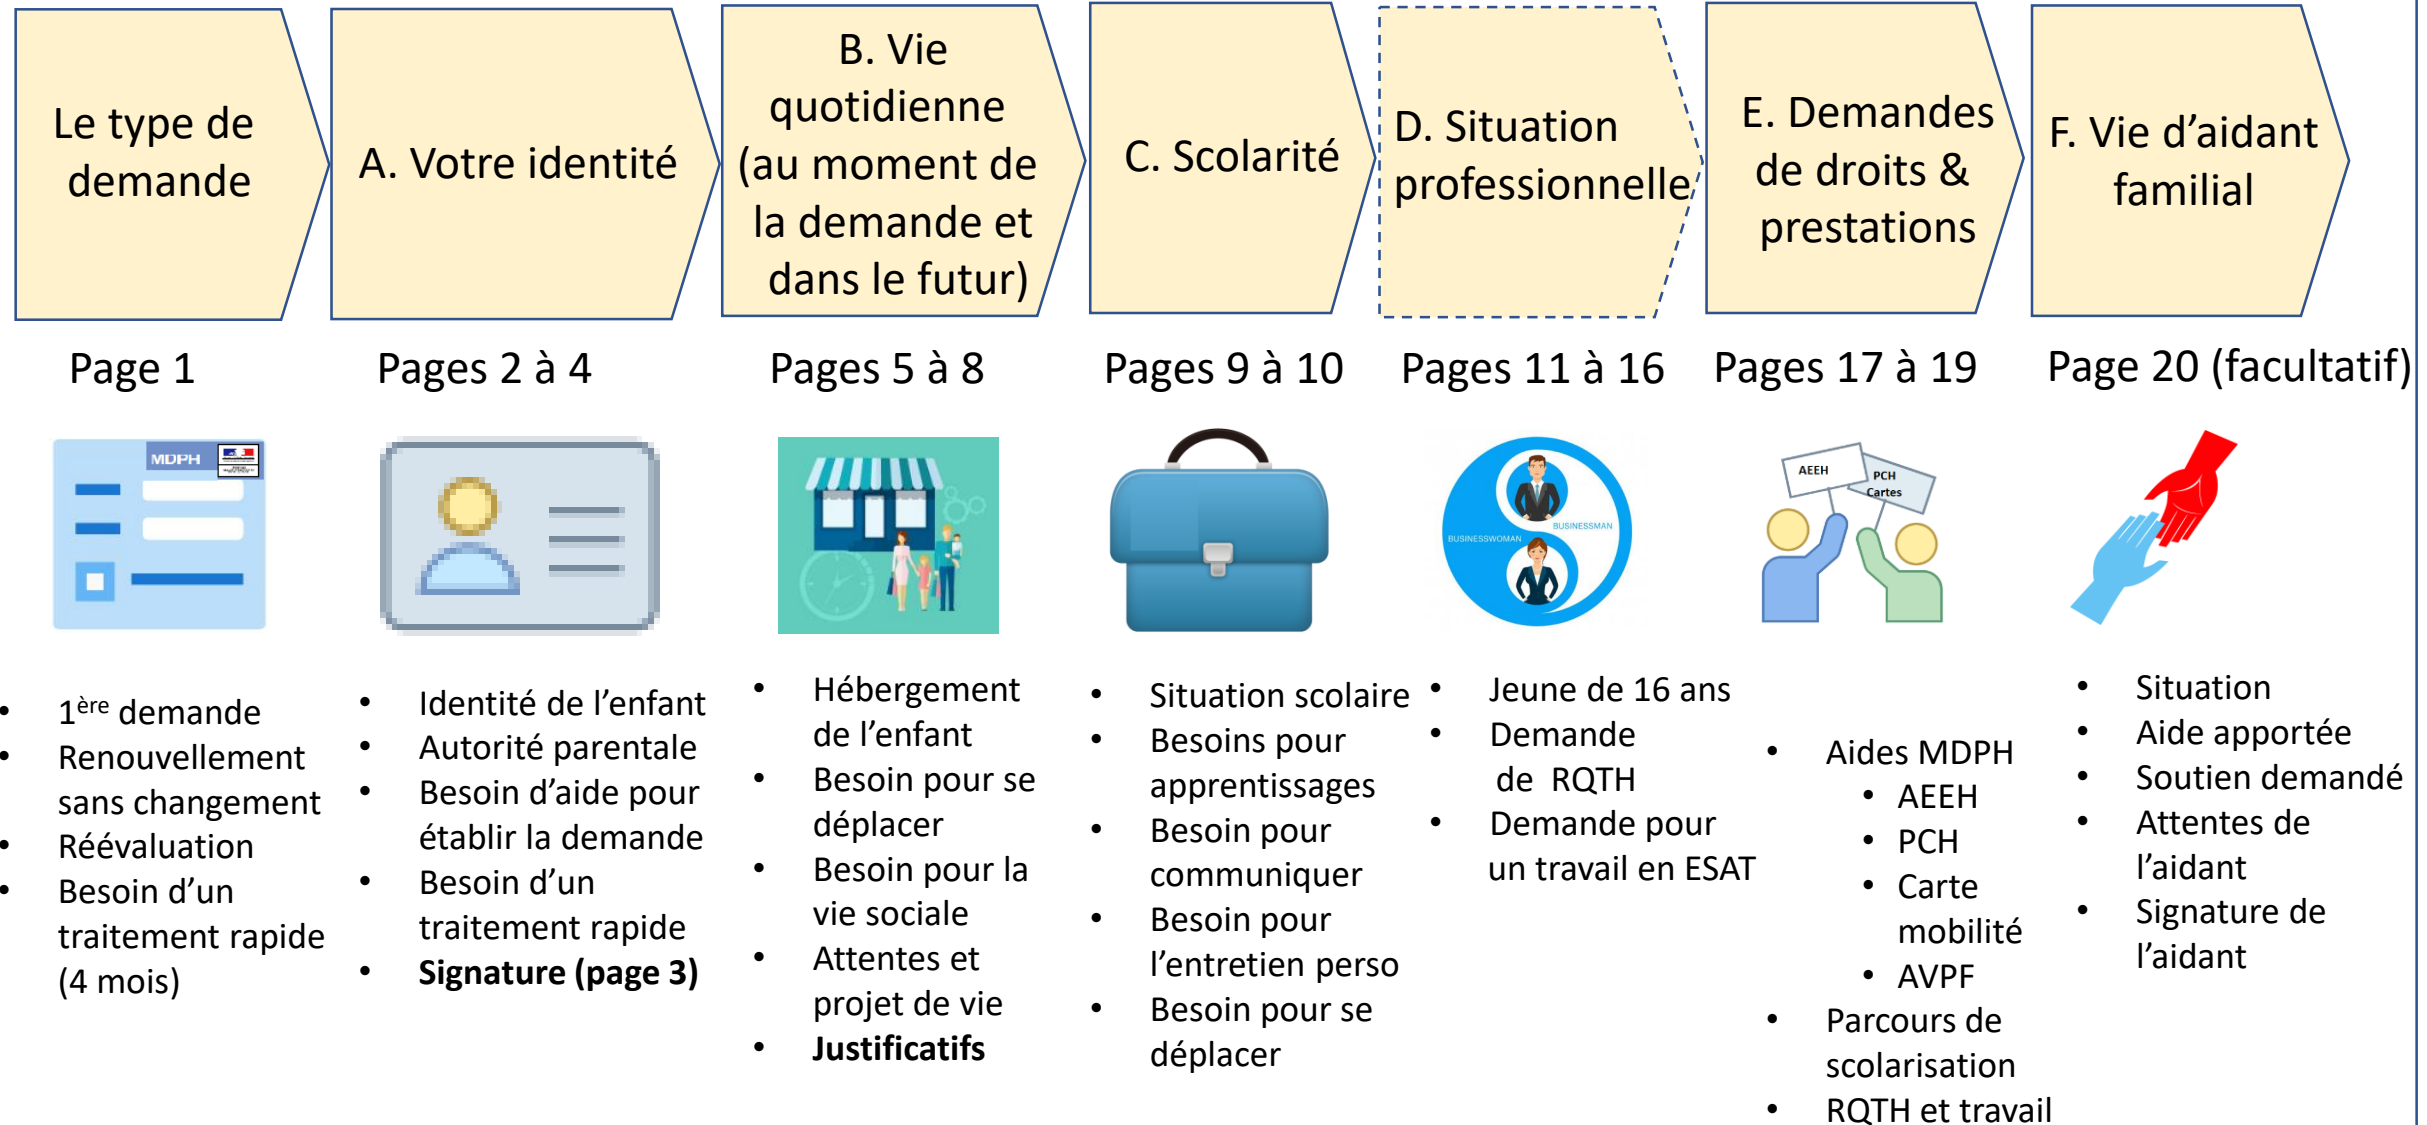 Le type de
demande
A. Votre identité
B. Vie
quotidienne
(au moment de
la demande et
dans le futur)
C. Scolarité
D. Situation
professionnelle
E. Demandes
de droits &
prestations
F. Vie d’aidant
familial
Page 1
Pages 2 à 4
Pages 5 à 8
Pages 9 à 10
Pages 11 à 16
Pages 17 à 19
Page 20 (facultatif)
MDPH
BUSINESSMAN
BUSINESSWOMAN
AEEH
PCH
Cartes
• 1ère demande
• Renouvellement
sans changement
• Réévaluation
• Besoin d’un
traitement rapide
(4 mois)
• Identité de l’enfant
• Autorité parentale
• Besoin d’aide pour
établir la demande
• Besoin d’un
traitement rapide
• Signature (page 3)
• Hébergement
de l’enfant
• Besoin pour se
déplacer
• Besoin pour la
vie sociale
• Attentes et
projet de vie
• Justificatifs
• Situation scolaire
• Besoins pour
apprentissages
• Besoin pour
communiquer
• Besoin pour
l’entretien perso
• Besoin pour se
déplacer
• Jeune de 16 ans
• Demande
de RQTH
• Demande pour
un travail en ESAT
• Aides MDPH
• AEEH
• PCH
• Carte
mobilité
• AVPF
• Parcours de
scolarisation
• RQTH et travail
• Situation
• Aide apportée
• Soutien demandé
• Attentes de
l’aidant
• Signature de
l’aidant